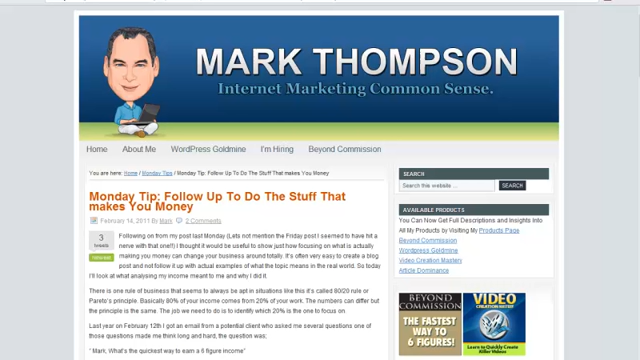 MARK THOMPSON
Internet Marketing Common Sense.
Home About Me WordPress Goldmine I'm Hiring Beyond Commission
You are here: Home / Monday Tips / Monday Tip: Follow Up To Do The Stuff That makes You Money
Monday Tip: Follow Up To Do The Stuff That
makes You Money
February 14, 2011 By Mark 2 Comments
3
tweets
retweet
Following on from my post last Monday (Lets not mention the Friday post I seemed to have hit a
nerve with that one!!) I thought it would be useful to show just how focusing on what is actually
making you money can change your business around totally. It's often very easy to create a blog
post and not follow it up with actual examples of what the topic means in the real world. So today
I'll look at what analysing my income meant to me and why I did it.
There is one rule of business that seems to always be apt in situations like this it's called 80/20 rule or
Pareto's principle. Basically 80% of your income comes from 20% of your work. The numbers can differ but
the principle is the same. The job we need to do is to identify which 20% is the one to focus on.
Last year on February 12th I got an email from a potential client who asked me several questions one of
those questions made me think long and hard, the question was;
" Mark, What's the quickest way to earn a 6 figure income"
SEARCH
Search this website ... SEARCH
AVAILABLE PRODUCTS
You Can Now Get Full Descriptions and Insights Into
All My Products by Visiting My Products Page
Beyond Commission
Wordpress Goldmine
Video Creation Mastery
Article Dominance
BEYOND
COMMISSION
THE FASTEST
WAY TO
6 FIGURES!
VIDEO
Learn to Quickly Create
Killer Videos